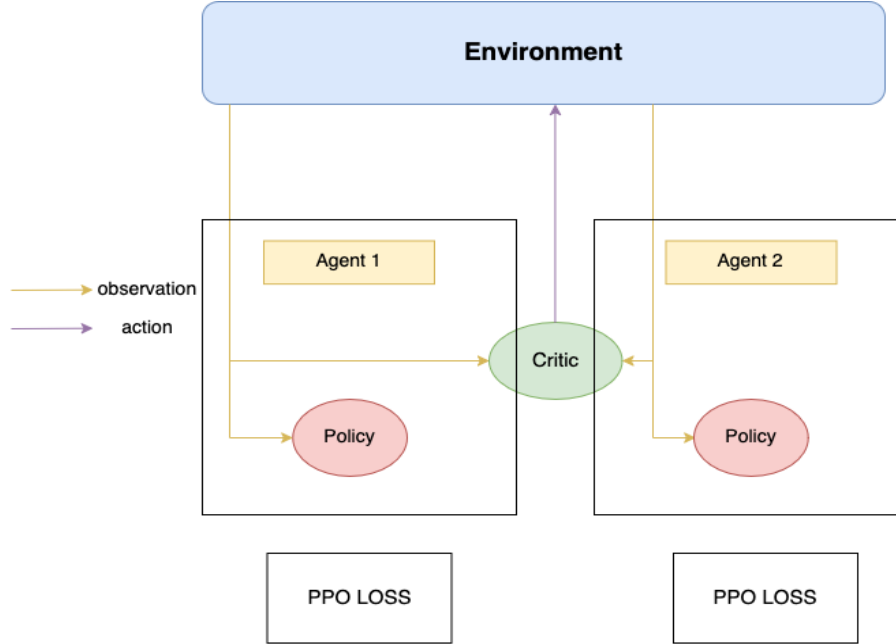 Environment
Agent 1
Agent 2
observation
action
Critic
Policy
Policy
PPO LOSS
PPO LOSS